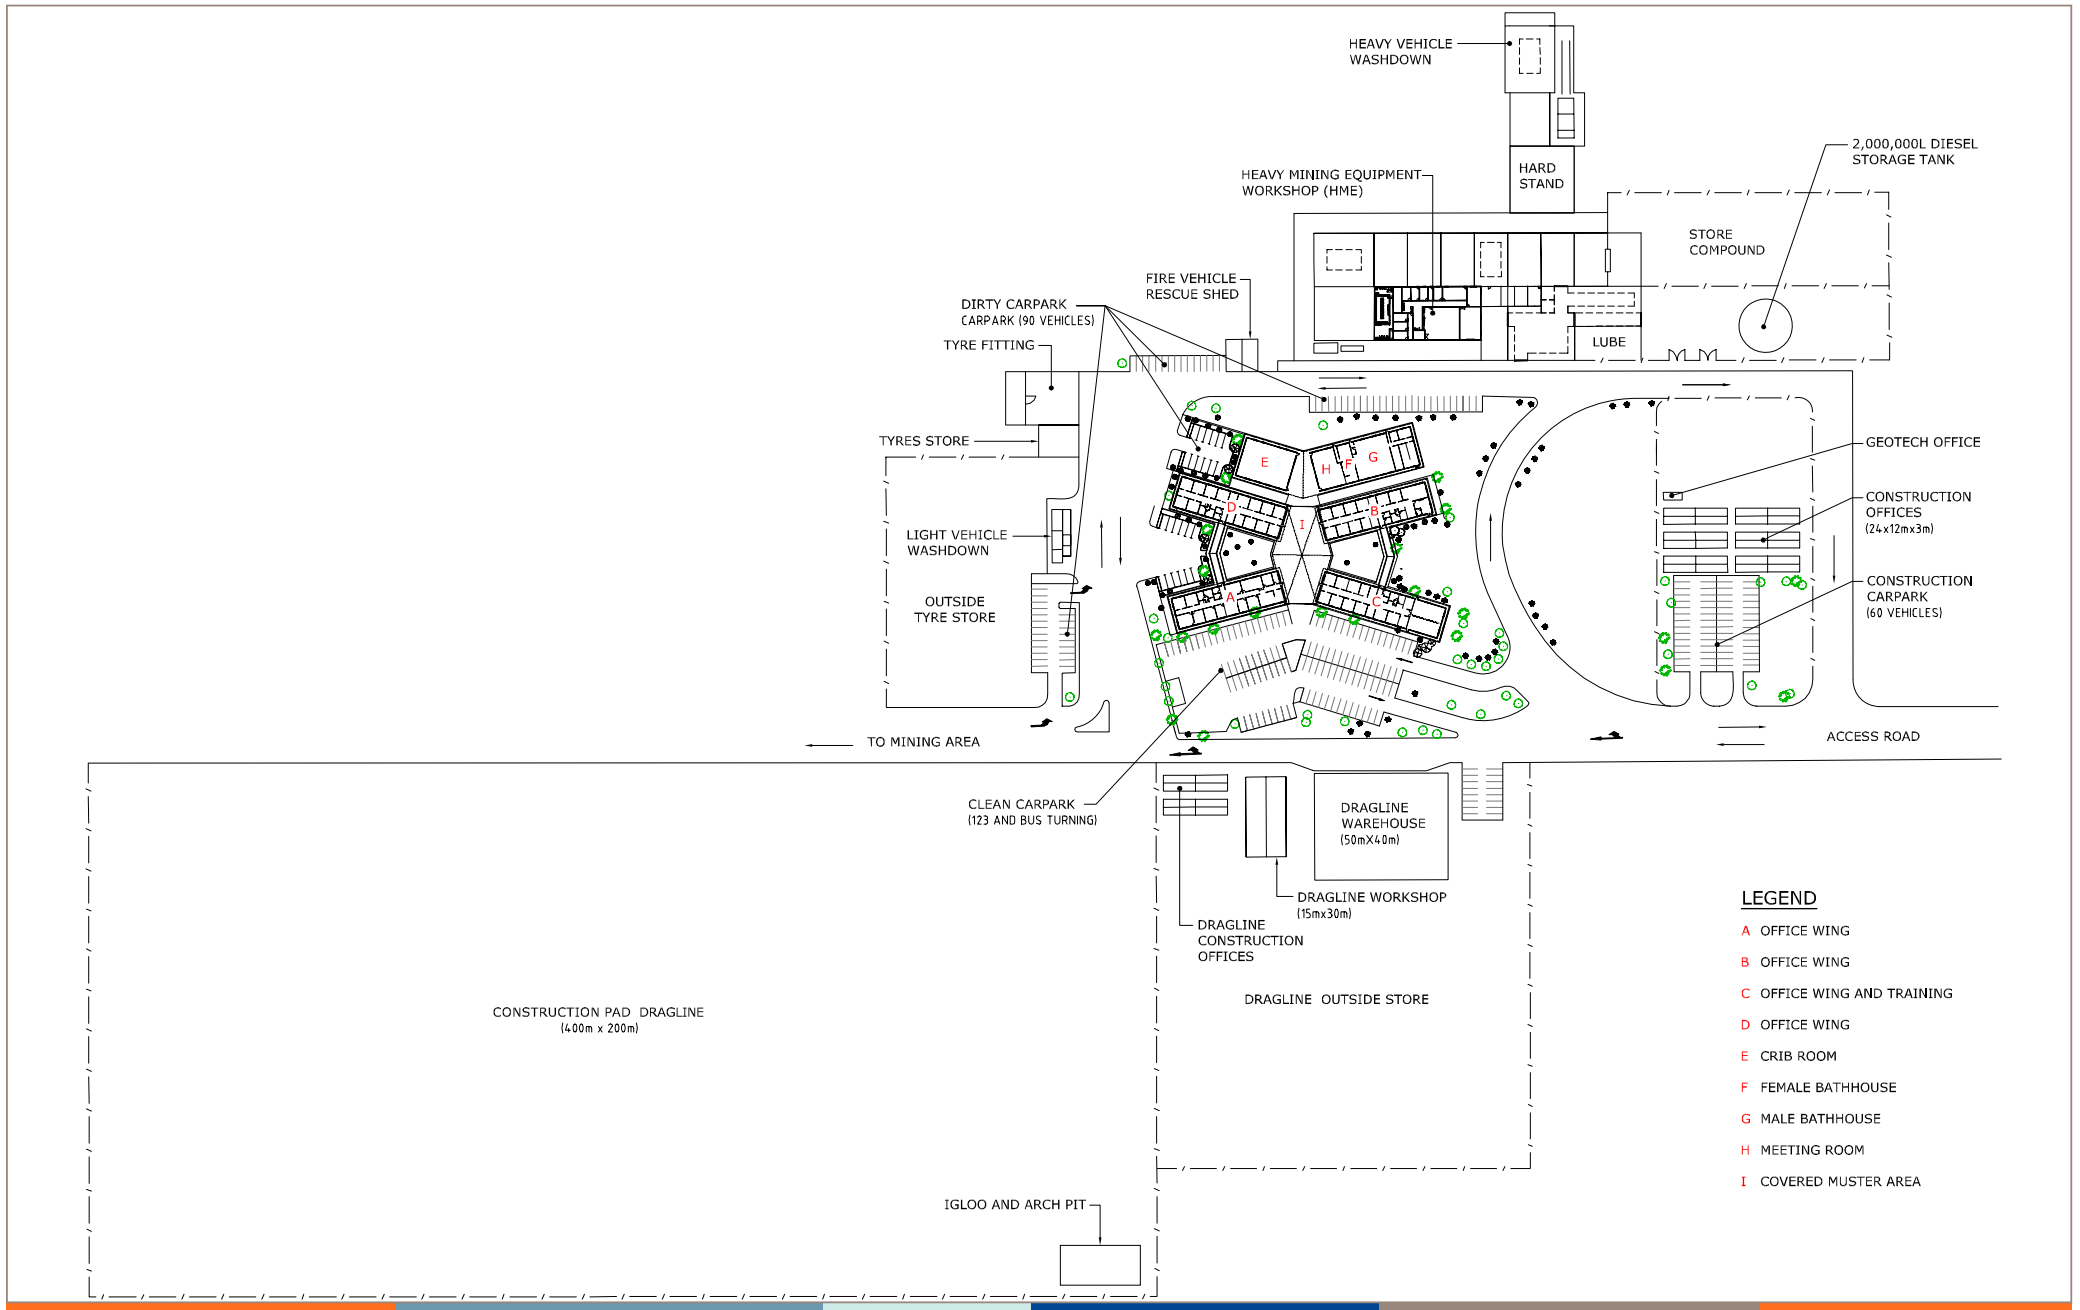 HEAVY VEHICLE
WASHDOWN
2,000,000L DIESEL
STORAGE TANK
HARD
STAND
HEAVY MINING EQUIPMENT
WORKSHOP (HME)
STORE
COMPOUND
FIRE VEHICLE
RESCUE SHED
DIRTY CARPARK
CARPARK (90 VEHICLES)
TYRE FITTING
LUBE
TYRES STORE
GEOTECH OFFICE
E
H
F
G
CONSTRUCTION
OFFICES
(24x12mx3m)
D
B
I
LIGHT VEHICLE
WASHDOWN
CONSTRUCTION
CARPARK
(60 VEHICLES)
OUTSIDE
TYRE STORE
A
C
TO MINING AREA
ACCESS ROAD
CLEAN CARPARK
(123 AND BUS TURNING)
DRAGLINE
WAREHOUSE
(50mX40m)
DRAGLINE WORKSHOP
(15mx30m)
DRAGLINE
CONSTRUCTION
OFFICES
CONSTRUCTION PAD DRAGLINE
(400m x 200m)
DRAGLINE OUTSIDE STORE
IGLOO AND ARCH PIT
LEGEND
A OFFICE WING
B OFFICE WING
C OFFICE WING AND TRAINING
D OFFICE WING
E CRIB ROOM
F FEMALE BATHHOUSE
G MALE BATHHOUSE
H MEETING ROOM
I COVERED MUSTER AREA